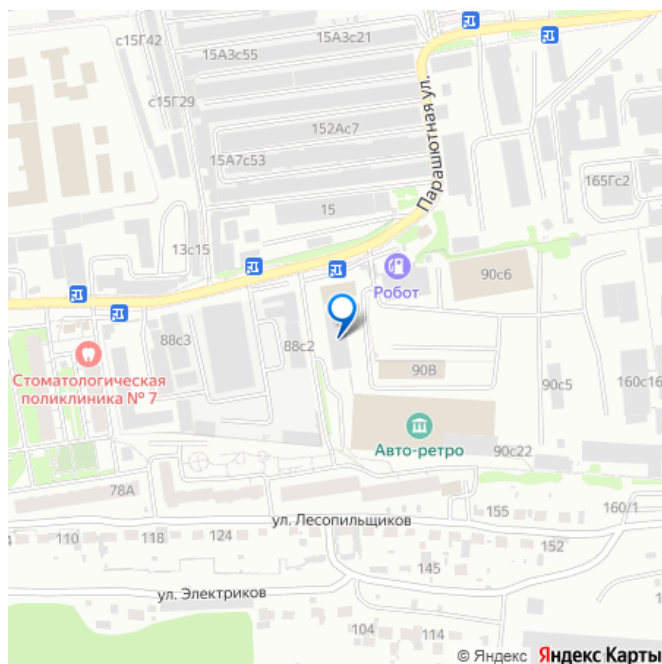 с15Г42
15А3с21
15А3с55
с15Г29
152Ас7
15А7с53
Парашютная ул.
165Гс2
15
13с15
90с6
Робот
88с3
88с2
Стоматологическая
поликлиника № 7
90В
90с5
160с16
Авто-ретро
90с22
78А
ул. Лесопильщиков
155
160/1
110
118
124
152
145
ул. Электриков
104
114
© Яндекс Яндекс Карты